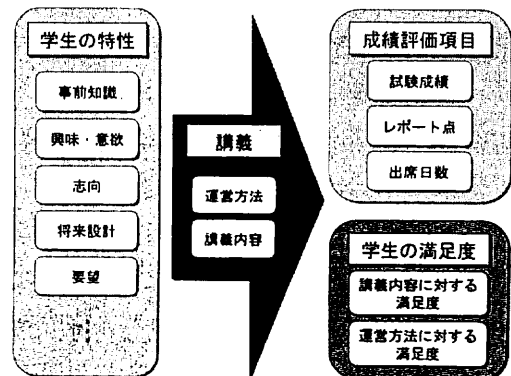 学生の特性
事前知識
興味・意欲
志向
将来設計
要望
講義
運営方法
講義内容
成績評価項目
試験成績
レポート点
出席日数
学生の満足度
講義内容に対する
満足度
運営方法に対する
満足度